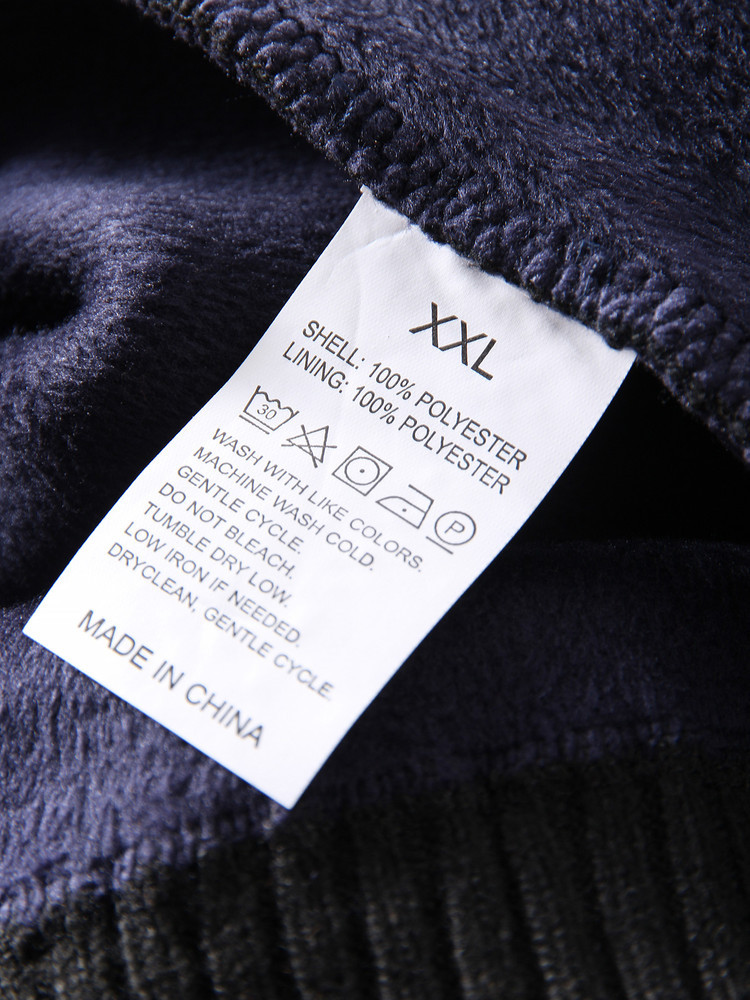 XXL
SHELL: 100% POLYESTER
LINING: 100% POLYESTER
30
P
WASH WITH LIKE COLORS.
MACHINE WASH COLD.
GENTLE CYCLE.
DO NOT BLEACH.
TUMBLE DRY LOW.
LOW IRON IF NEEDED.
DRYCLEAN, GENTLE CYCLE.
MADE IN CHINA